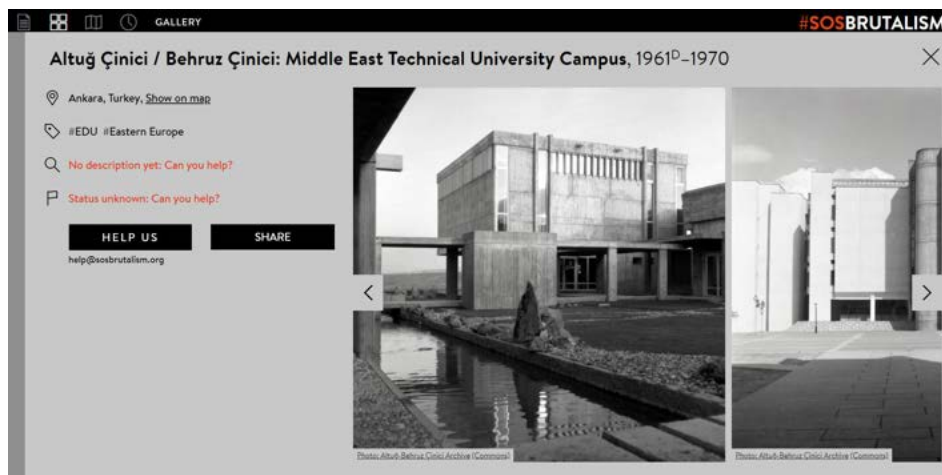 GALLERY
#SOSBRUTALISM
Altuğ Çinici / Behruz Çinici: Middle East Technical University Campus, 1961ᴰ–1970
Ankara, Turkey, Show on map
#EDU #Eastern Europe
No description yet: Can you help?
Status unknown: Can you help?
HELP US
SHARE
help@sosbrutalism.org
Photo: Altuğ-Behruz Çinici Archive (Commons)
Photo: Altuğ-Behruz Çinici Archive (Commons)